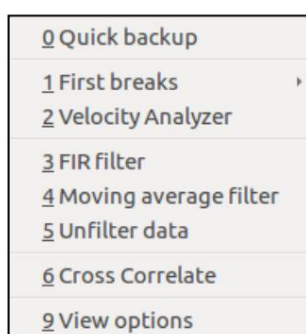 0 Quick backup
1 First breaks
2 Velocity Analyzer
3 FIR filter
4 Moving average filter
5 Unfilter data
6 Cross Correlate
9 View options